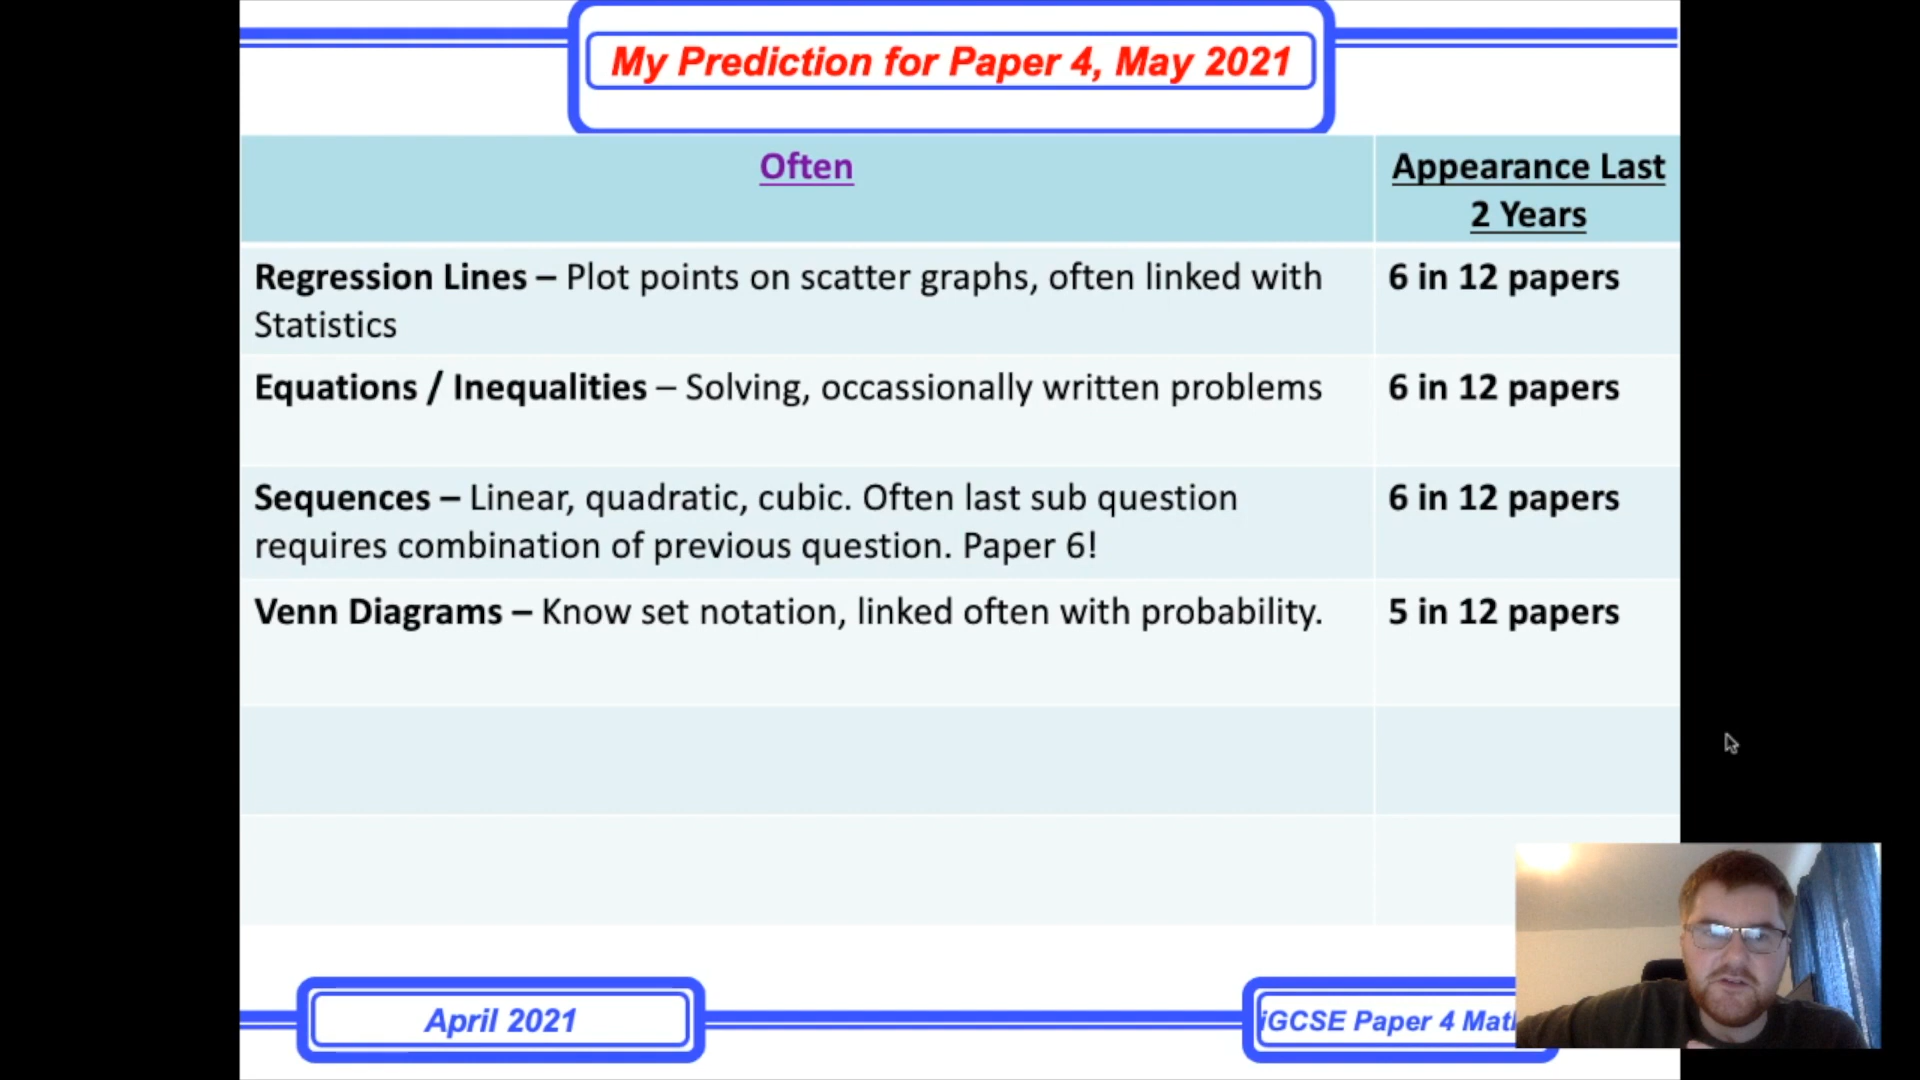 My Prediction for Paper 4, May 2021
Often
Appearance Last
2 Years
Regression Lines – Plot points on scatter graphs, often linked with
Statistics
6 in 12 papers
Equations / Inequalities – Solving, occassionally written problems
6 in 12 papers
Sequences – Linear, quadratic, cubic. Often last sub question
requires combination of previous question. Paper 6!
6 in 12 papers
Venn Diagrams – Know set notation, linked often with probability.
5 in 12 papers
April 2021
iGCSE Paper 4